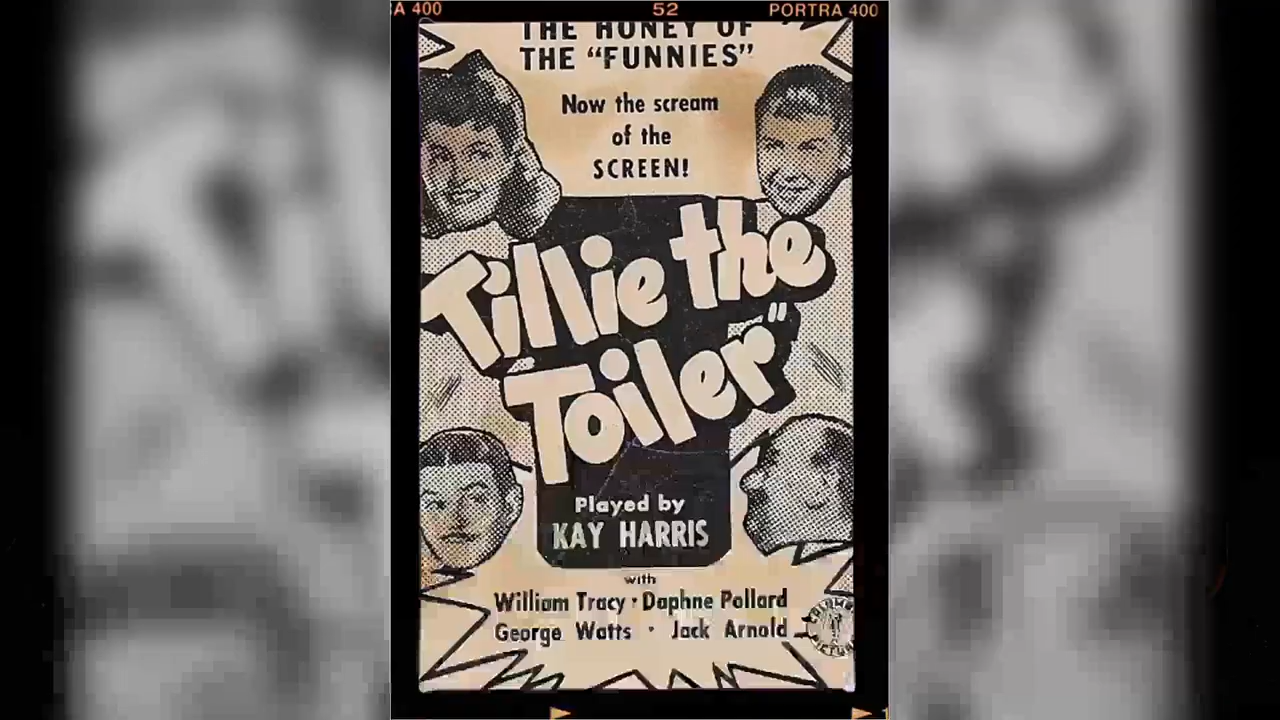 A 400 52 PORTRA 400
THE HONEY OF
THE “FUNNIES”
Now the scream
of the
SCREEN!
Tillie the
Toiler”
Played by
KAY HARRIS
with
William Tracy · Daphne Pollard
George Watts · Jack Arnold